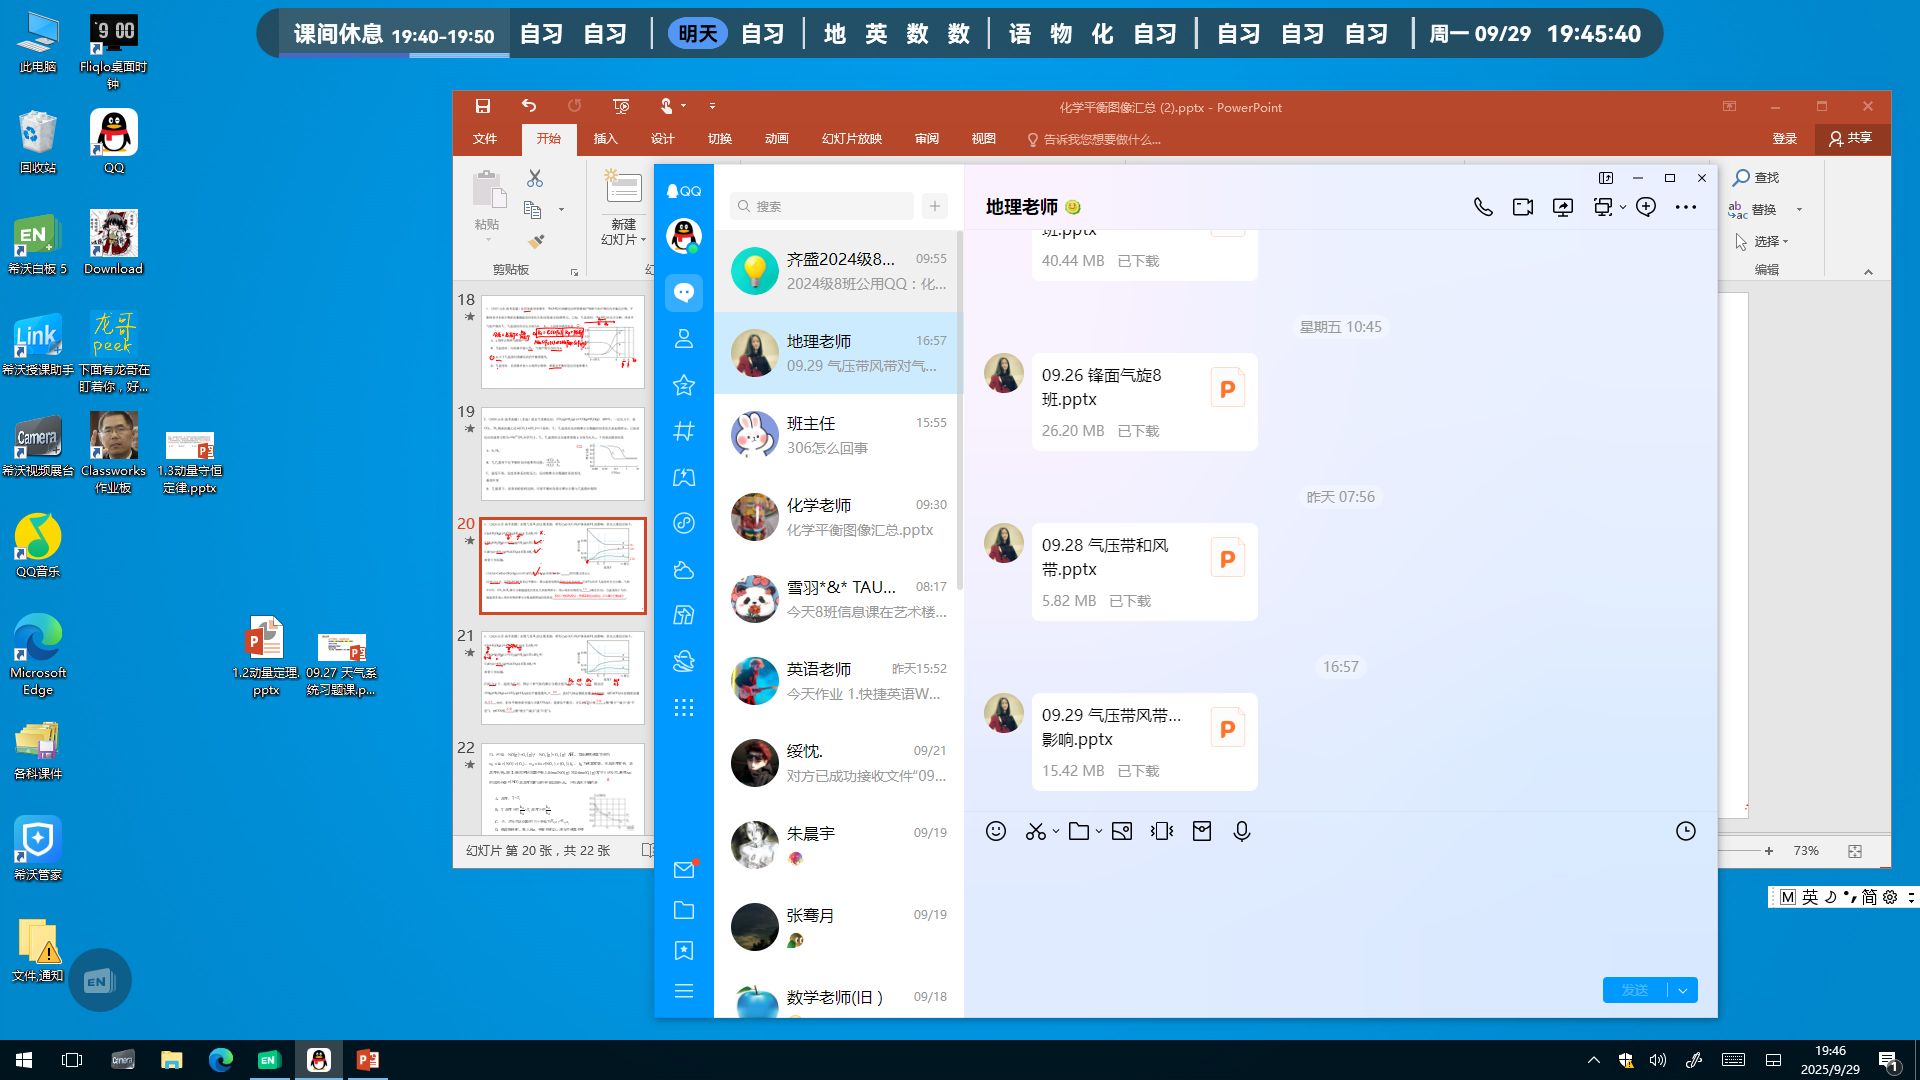 课间休息 19:40-19:50 自习 自习 | 明天 自习 | 地 英 数 数 | 语 物 化 自习 | 自习 自习 自习 | 周一 09/29 19:45:40
此电脑
Fliqlo桌面时钟
回收站
QQ
希沃白板 5
Download
希沃授课助手
下面有龙哥在盯着你，好...
希沃视频展台
Classworks作业板
1.3动量守恒定律.pptx
QQ音乐
Microsoft Edge
1.2动量定理.pptx
09.27 天气系统习题课.p...
各科课件
希沃管家
文件,通知
EN
化学平衡图像汇总 (2).pptx - PowerPoint
文件 开始 插入 设计 切换 动画 幻灯片放映 审阅 视图 告诉我您想要做什么... 登录 共享
粘贴
剪贴板
新建
幻灯片
查找
替换
选择
编辑
18
19
20
21
22
幻灯片 第 20 张，共 22 张
73%
QQ
搜索
齐盛2024级8... 09:55
2024级8班公用QQ：化...
地理老师 16:57
09.29 气压带风带对气...
班主任 15:55
306怎么回事
化学老师 09:30
化学平衡图像汇总.pptx
雪羽*&* TAU... 08:17
今天8班信息课在艺术楼...
英语老师 昨天15:52
今天作业 1.快捷英语W...
绥忱. 09/21
对方已成功接收文件"09...
朱晨宇 09/19
张骞月 09/19
数学老师(旧 ) 09/18
地理老师
班.pptx
40.44 MB 已下载
星期五 10:45
09.26 锋面气旋8
班.pptx
26.20 MB 已下载
昨天 07:56
09.28 气压带和风
带.pptx
5.82 MB 已下载
16:57
09.29 气压带风带...
影响.pptx
15.42 MB 已下载
发送
M 英 简
19:46
2025/9/29
1